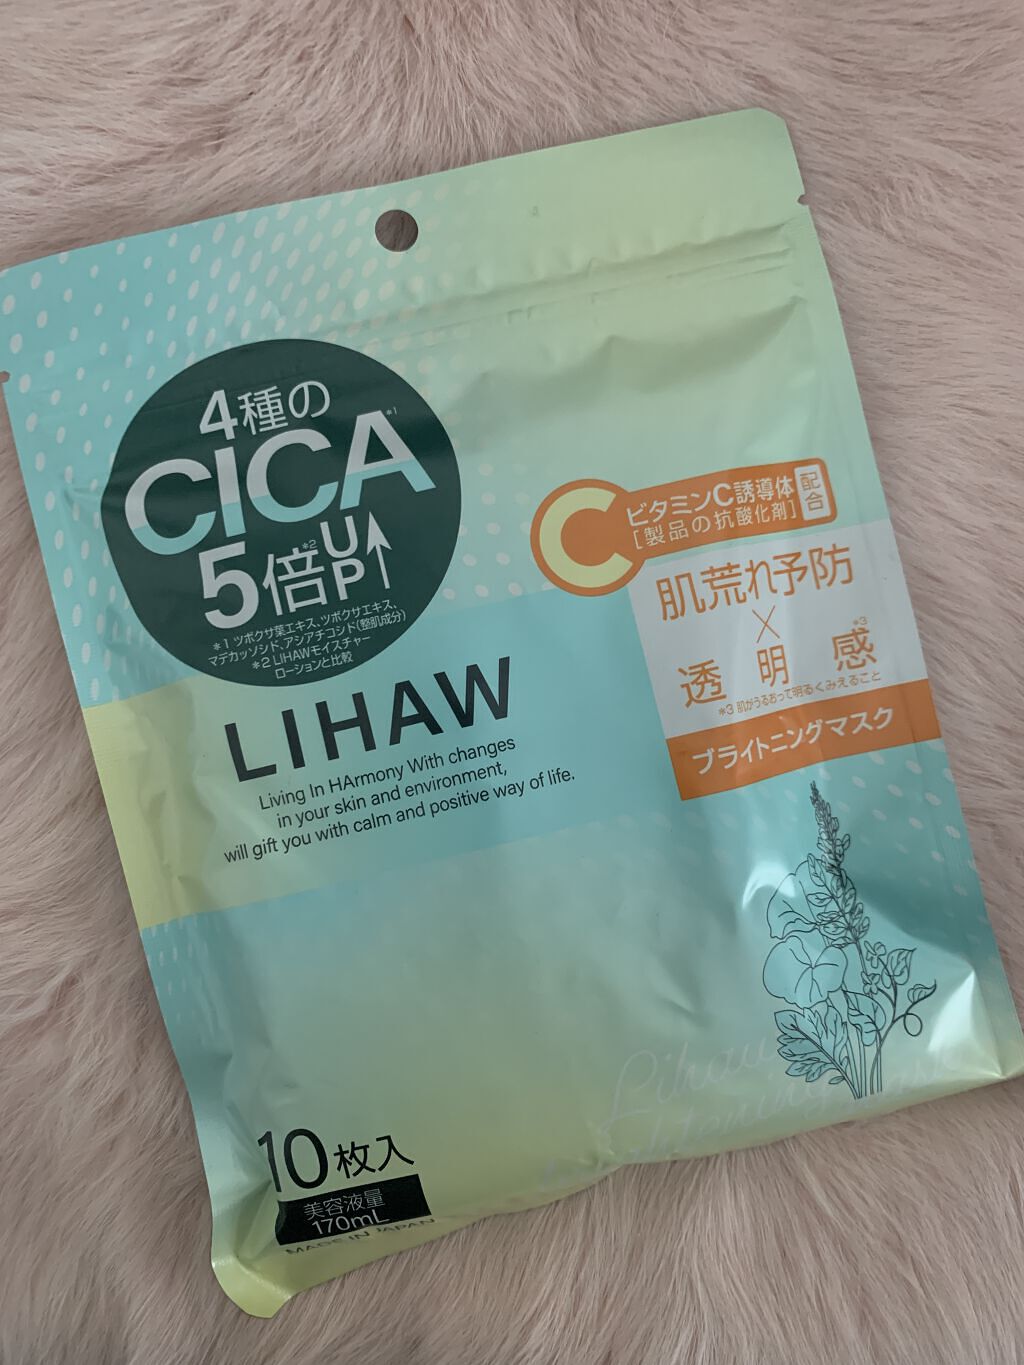 4種の
CICA*1
5倍*2UP↑
*1 ツボクサ葉エキス、ツボクサエキス、
マデカッソシド、アシアチコシド(整肌成分)
*2 LIHAWモイスチャー
ローションと比較
C
ビタミンC誘導体
[製品の抗酸化剤]
配合
肌荒れ予防
×
透明感*3
*3 肌がうるおって明るくみえること
ブライトニングマスク
LIHAW
Living In HArmony With changes
in your skin and environment,
will gift you with calm and positive way of life.
Lihaw
10枚入
美容液量
170mL
MADE IN JAPAN